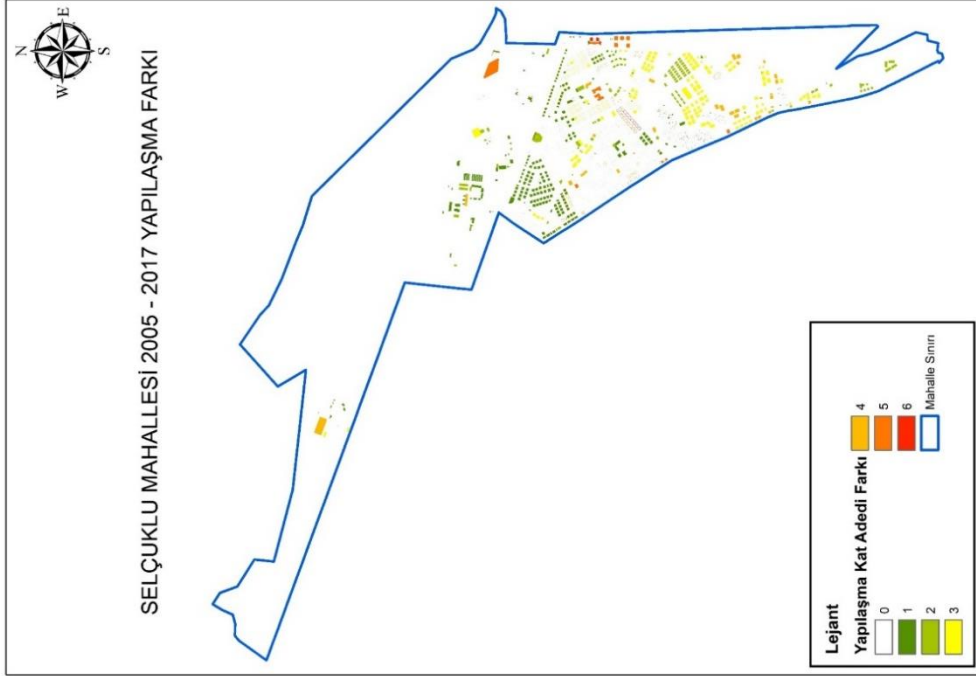 SELÇUKLU MAHALLESİ 2005 - 2017 YAPILAŞMA FARKI
N
E
S
W
Lejant
Yapılaşma Kat Adedi Farkı
0
1
2
3
4
5
6
Mahalle Sınırı